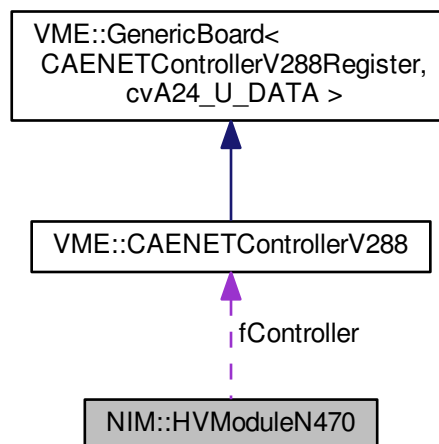 VME::GenericBoard<
CAENETControllerV288Register,
cvA24_U_DATA >
VME::CAENETControllerV288
fController
NIM::HVModuleN470